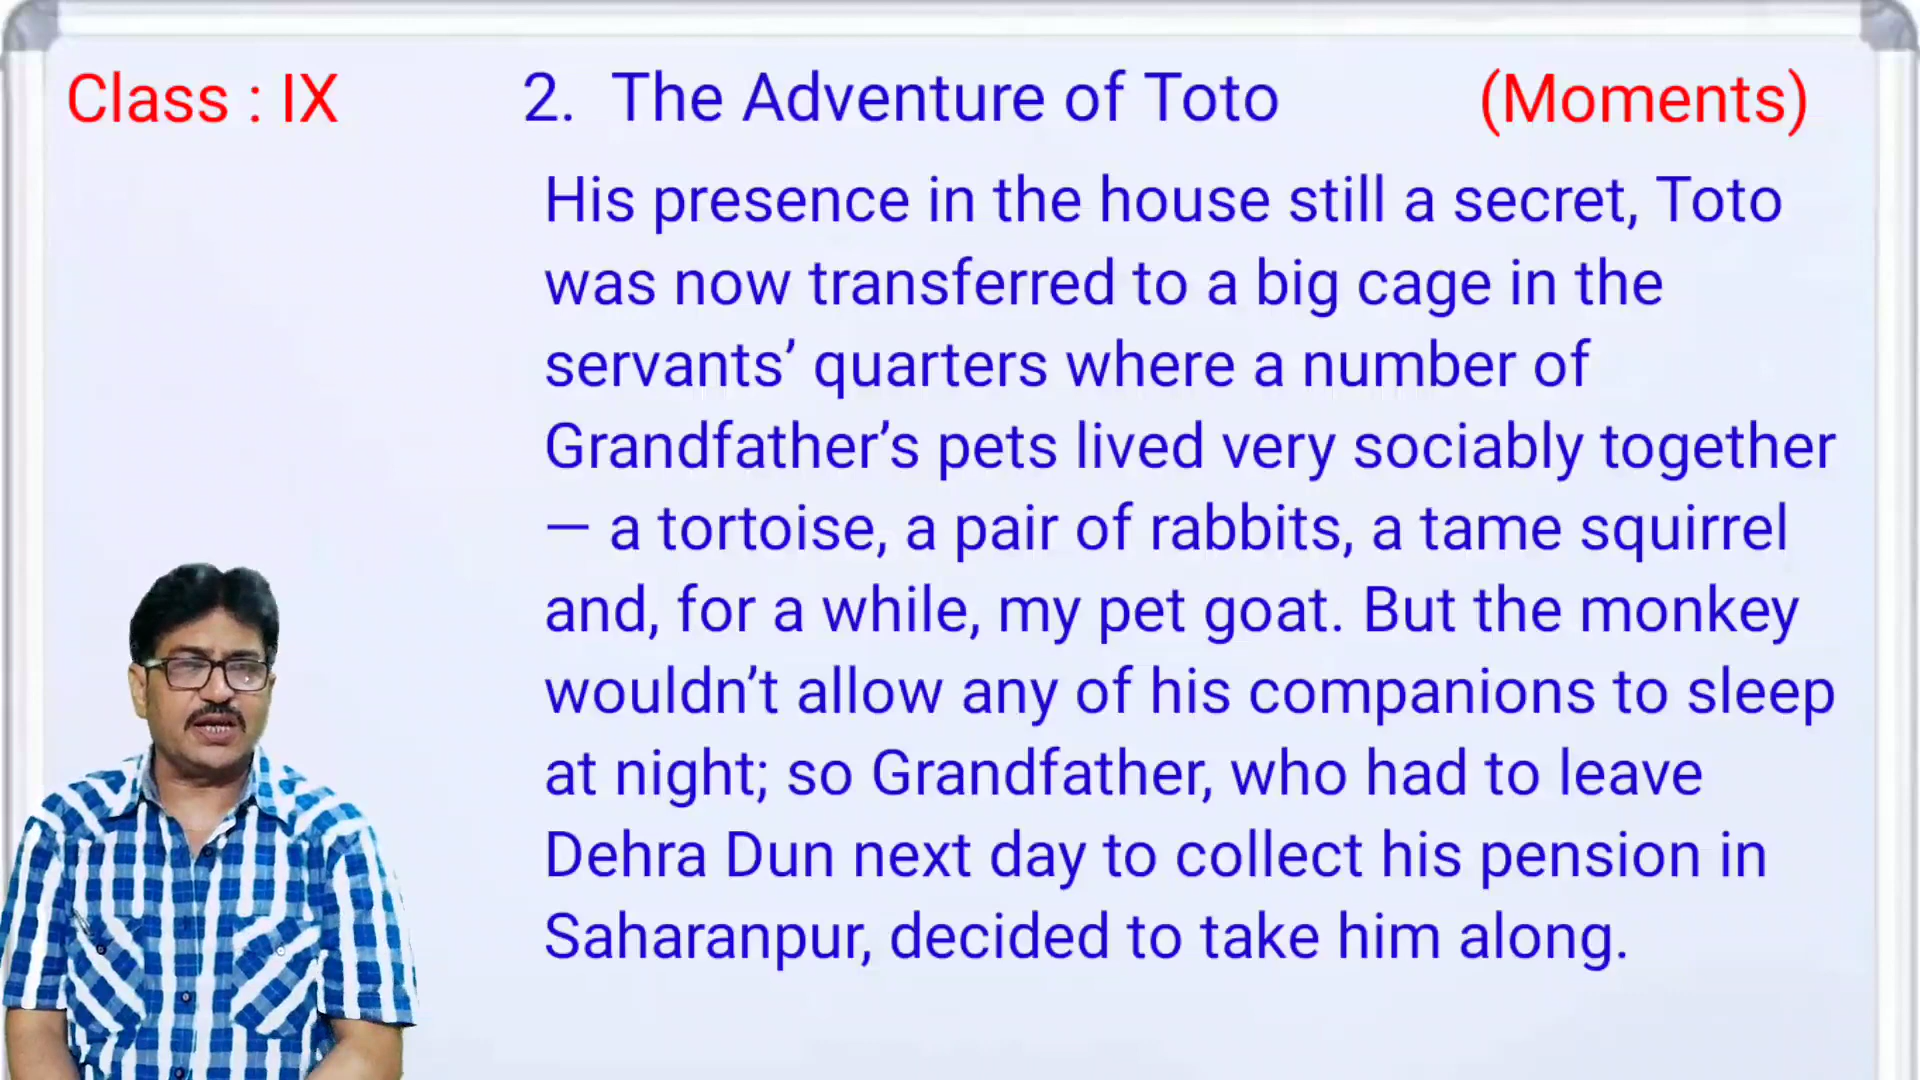 Class : IX 2. The Adventure of Toto (Moments)
His presence in the house still a secret, Toto
was now transferred to a big cage in the
servants’ quarters where a number of
Grandfather’s pets lived very sociably together
— a tortoise, a pair of rabbits, a tame squirrel
and, for a while, my pet goat. But the monkey
wouldn’t allow any of his companions to sleep
at night; so Grandfather, who had to leave
Dehra Dun next day to collect his pension in
Saharanpur, decided to take him along.